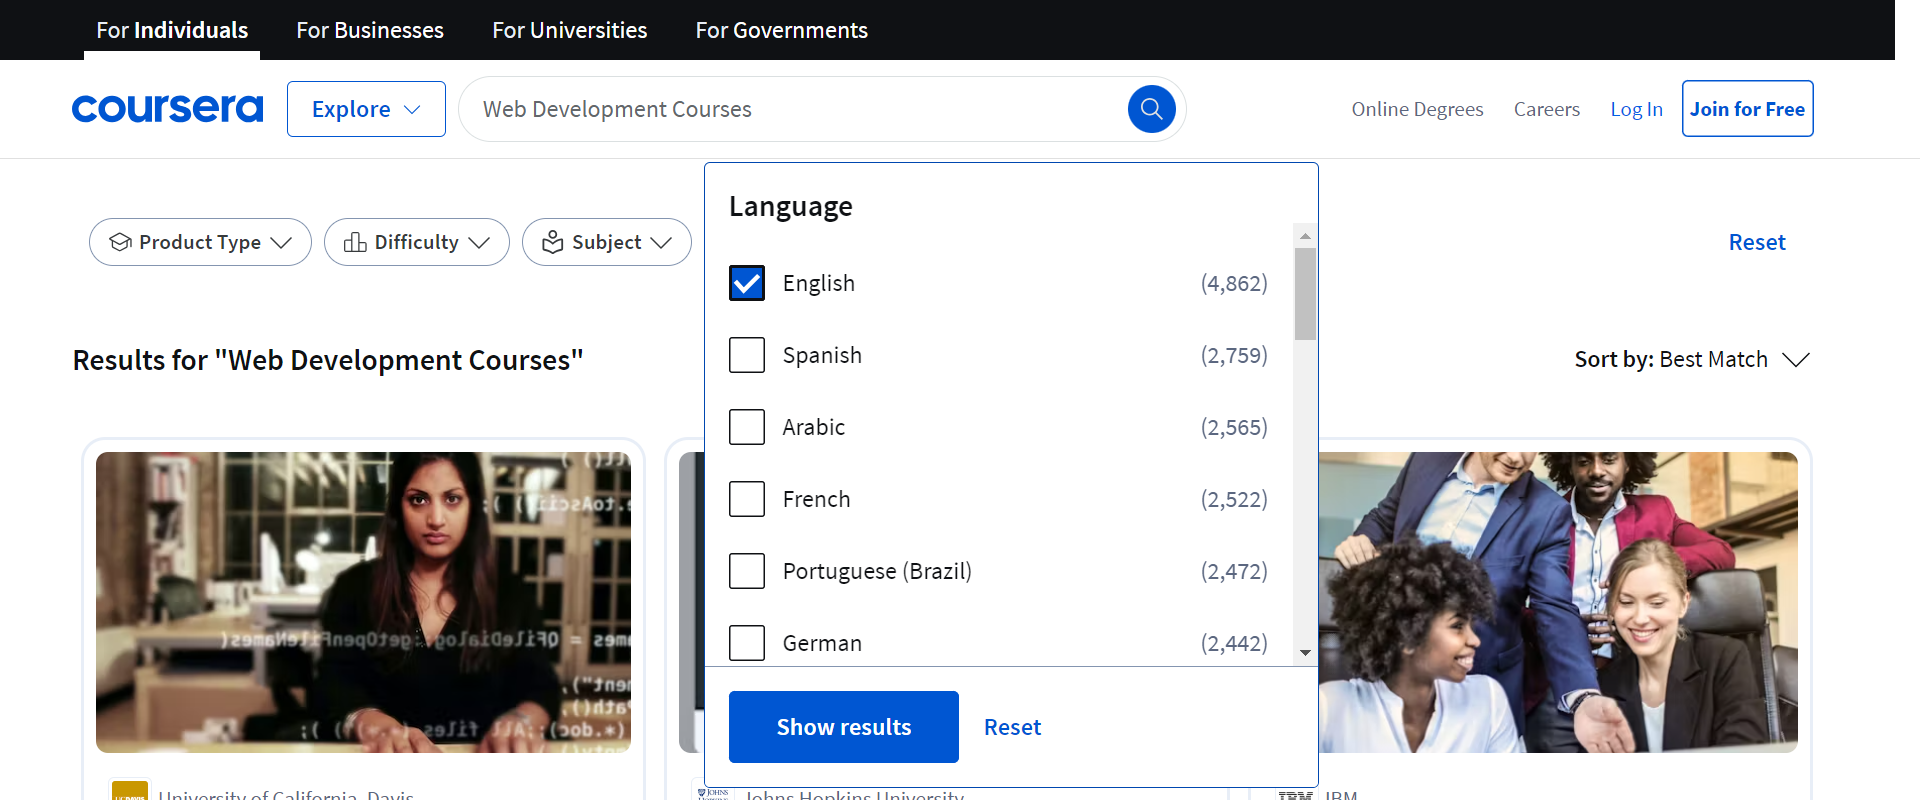 For Individuals
For Businesses
For Universities
For Governments
coursera
Explore
Web Development Courses
Online Degrees
Careers
Log In
Join for Free
Product Type
Difficulty
Subject
Reset
Language
English (4,862)
Spanish (2,759)
Arabic (2,565)
French (2,522)
Portuguese (Brazil) (2,472)
German (2,442)
Show results
Reset
Results for "Web Development Courses"
Sort by: Best Match
University of California, Davis
JOHNS
Johns Hopkins University
IBM
IBM